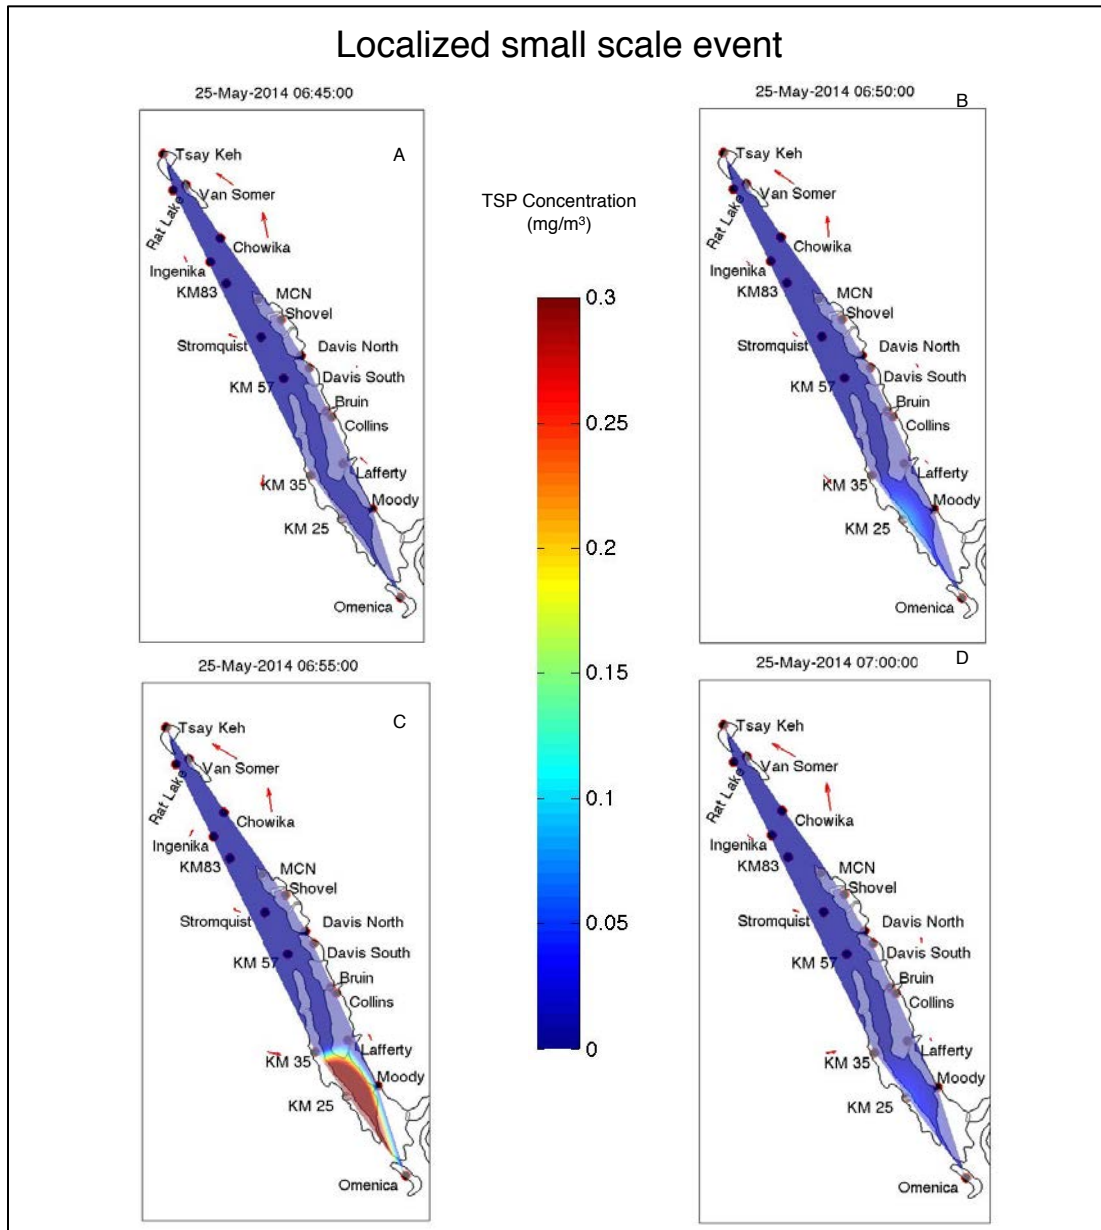 Localized small scale event
25-May-2014 06:45:00
A
Tsay Keh
Van Somer
Rat Lake
Chowika
Ingenika
KM83
MCN
Shovel
Stromquist
Davis North
Davis South
KM 57
Bruin
Collins
Lafferty
KM 35
Moody
KM 25
Omenica
25-May-2014 06:50:00
B
Tsay Keh
Van Somer
Rat Lake
Chowika
Ingenika
KM83
MCN
Shovel
Stromquist
Davis North
Davis South
KM 57
Bruin
Collins
Lafferty
KM 35
Moody
KM 25
Omenica
TSP Concentration
(mg/m³)
0.3
0.25
0.2
0.15
0.1
0.05
0
25-May-2014 06:55:00
C
Tsay Keh
Van Somer
Rat Lake
Chowika
Ingenika
KM83
MCN
Shovel
Stromquist
Davis North
Davis South
KM 57
Bruin
Collins
Lafferty
KM 35
Moody
KM 25
Omenica
25-May-2014 07:00:00
D
Tsay Keh
Van Somer
Rat Lake
Chowika
Ingenika
KM83
MCN
Shovel
Stromquist
Davis North
Davis South
KM 57
Bruin
Collins
Lafferty
KM 35
Moody
KM 25
Omenica